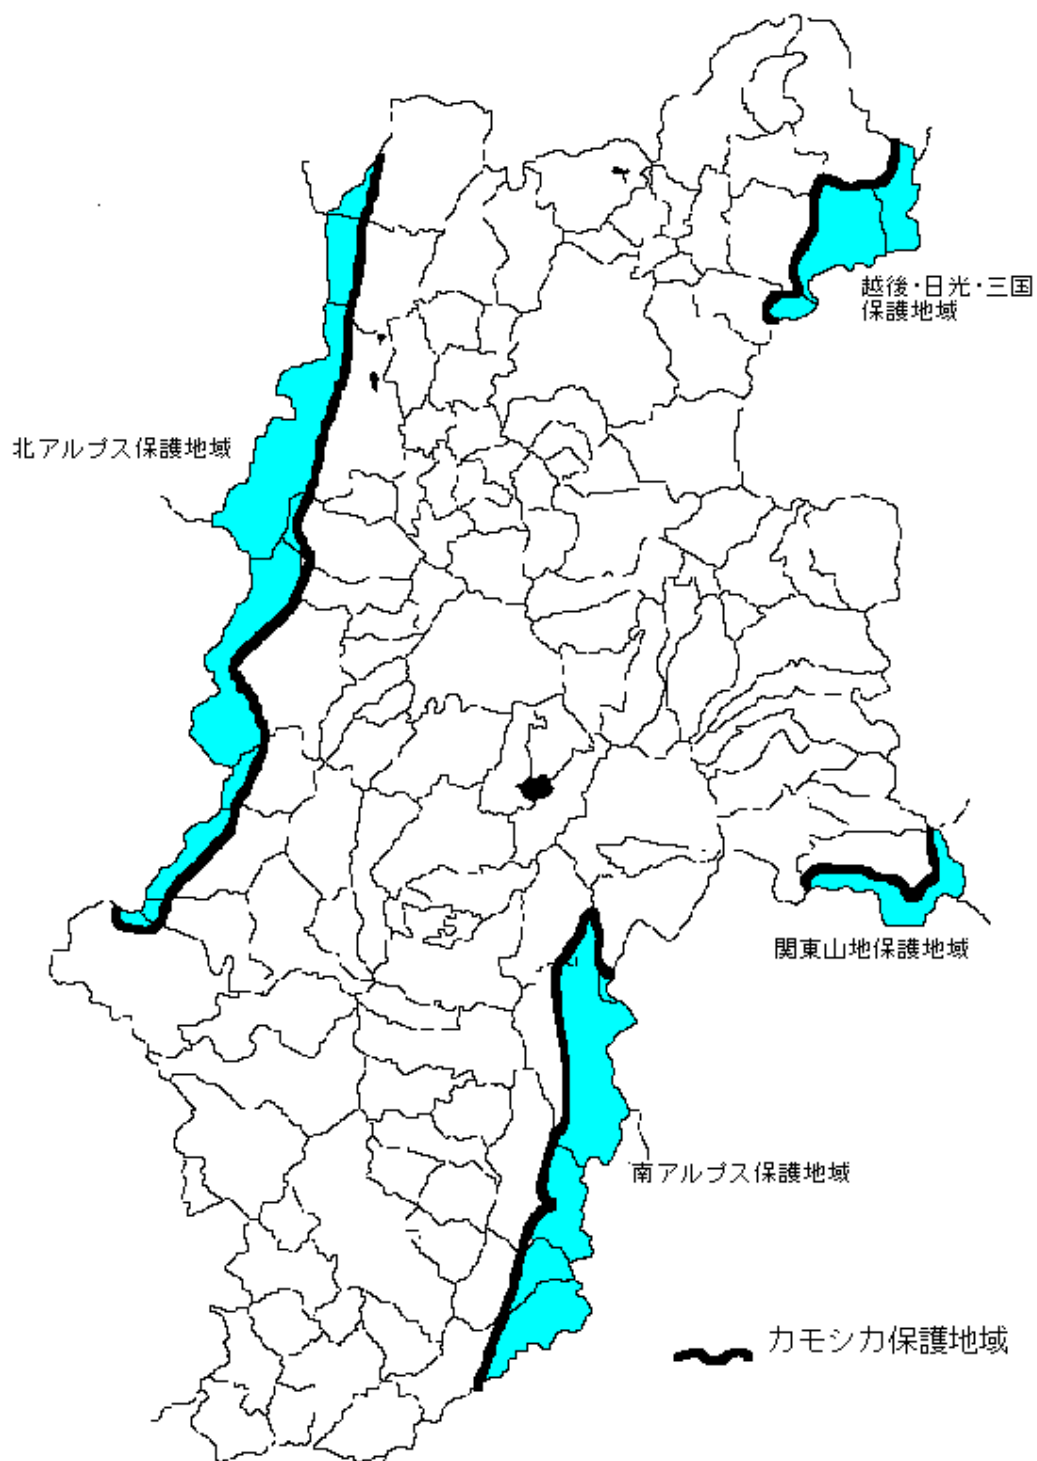 越後・日光・三国
保護地域
北アルプス保護地域
関東山地保護地域
南アルプス保護地域
カモシカ保護地域